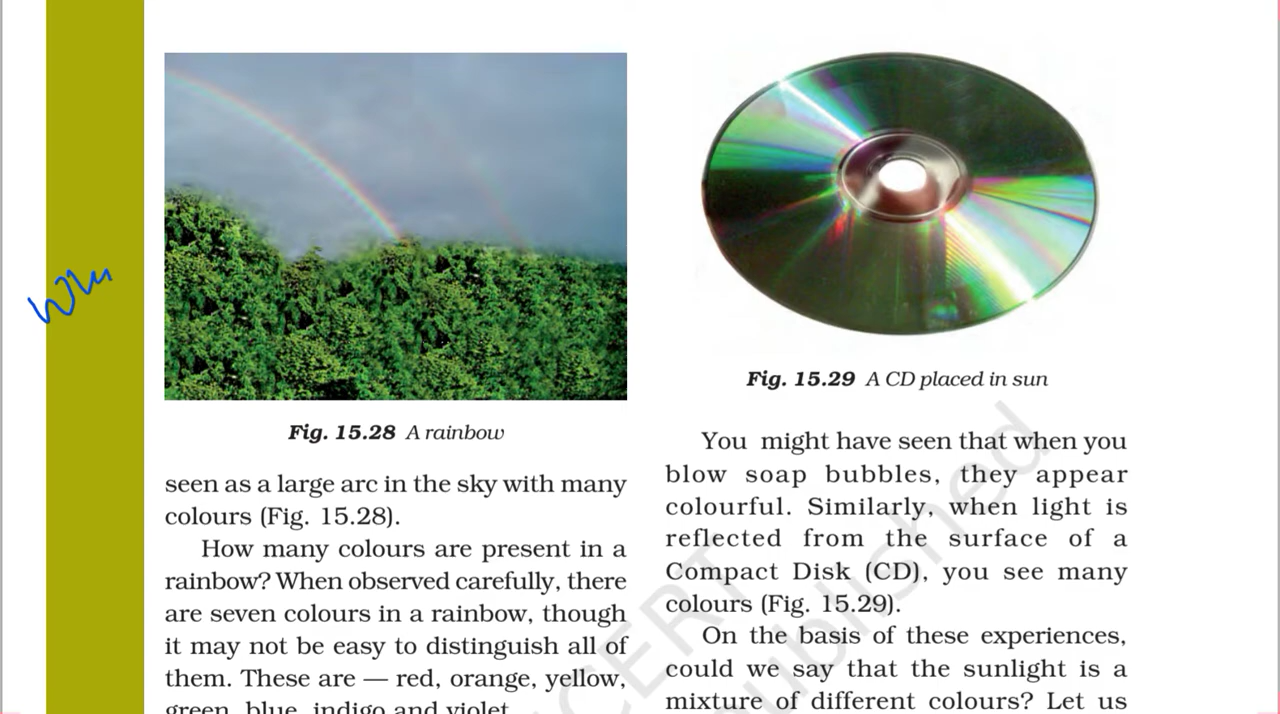 Fig. 15.28 A rainbow
seen as a large arc in the sky with many
colours (Fig. 15.28).
How many colours are present in a
rainbow? When observed carefully, there
are seven colours in a rainbow, though
it may not be easy to distinguish all of
them. These are — red, orange, yellow,
green, blue, indigo and violet.
Fig. 15.29 A CD placed in sun
You might have seen that when you
blow soap bubbles, they appear
colourful. Similarly, when light is
reflected from the surface of a
Compact Disk (CD), you see many
colours (Fig. 15.29).
On the basis of these experiences,
could we say that the sunlight is a
mixture of different colours? Let us